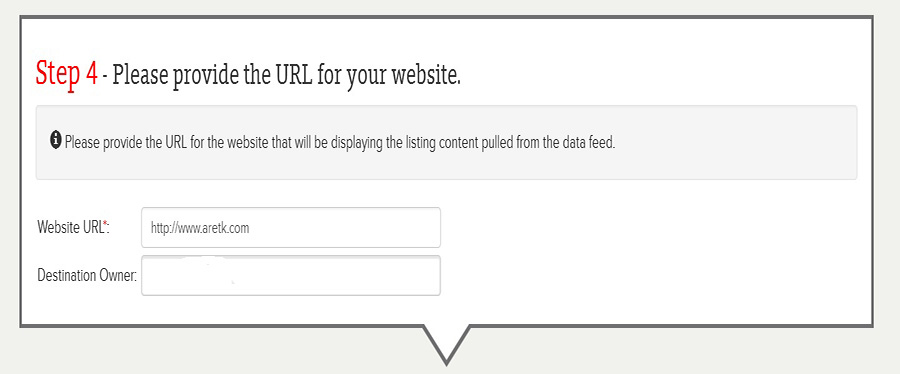 Step 4 - Please provide the URL for your website.
Please provide the URL for the website that will be displaying the listing content pulled from the data feed.
Website URL*: http://www.aretk.com
Destination Owner: